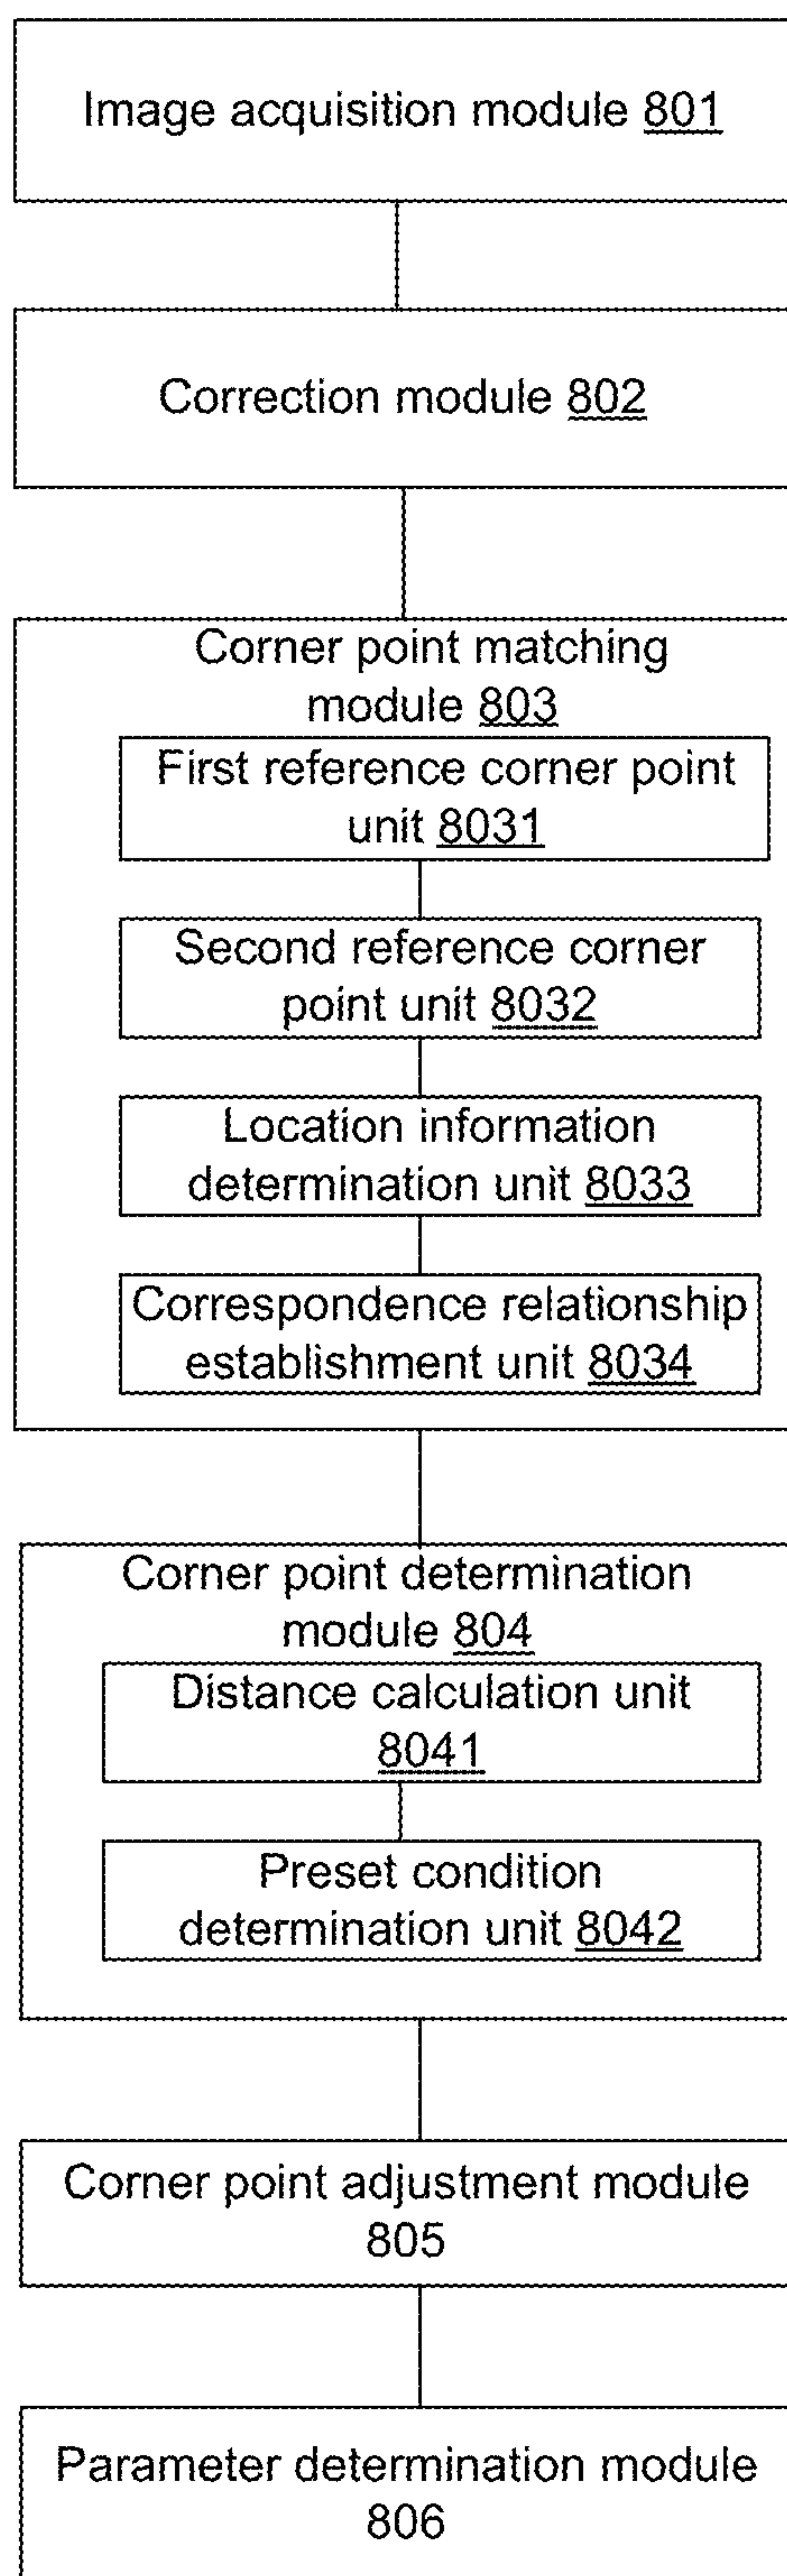 Image acquisition module 801
Correction module 802
Corner point matching
module 803
First reference corner point
unit 8031
Second reference corner
point unit 8032
Location information
determination unit 8033
Correspondence relationship
establishment unit 8034
Corner point determination
module 804
Distance calculation unit
8041
Preset condition
determination unit 8042
Corner point adjustment module
805
Parameter determination module
806